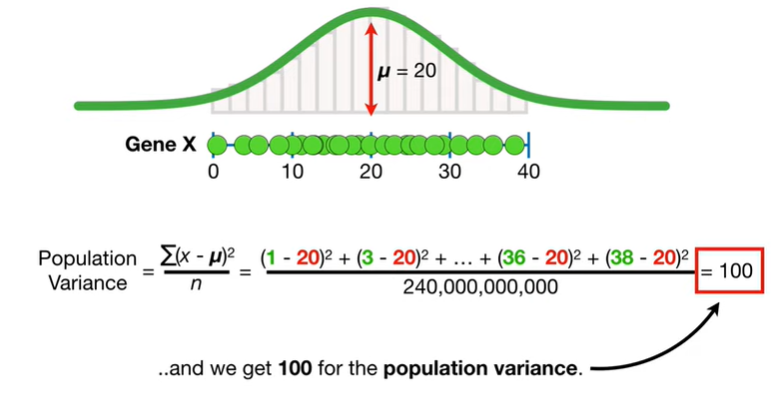 μ = 20
Gene X
0 10 20 30 40
Population Variance = ∑(x - μ)² / n = (1 - 20)² + (3 - 20)² + ... + (36 - 20)² + (38 - 20)² / 240,000,000,000 = 100
..and we get 100 for the population variance.